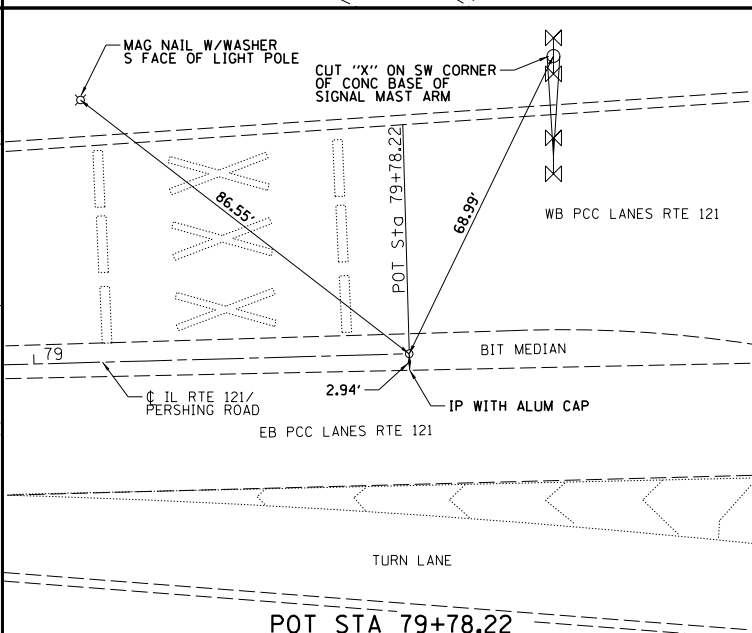 MAG NAIL W/WASHER
S FACE OF LIGHT POLE
CUT "X" ON SW CORNER
OF CONC BASE OF
SIGNAL MAST ARM
86.55'
POT Sta 79+78.22
68.99'
WB PCC LANES RTE 121
79
BIT MEDIAN
2.94'
℄ IL RTE 121/
PERSHING ROAD
IP WITH ALUM CAP
EB PCC LANES RTE 121
TURN LANE
POT STA 79+78.22